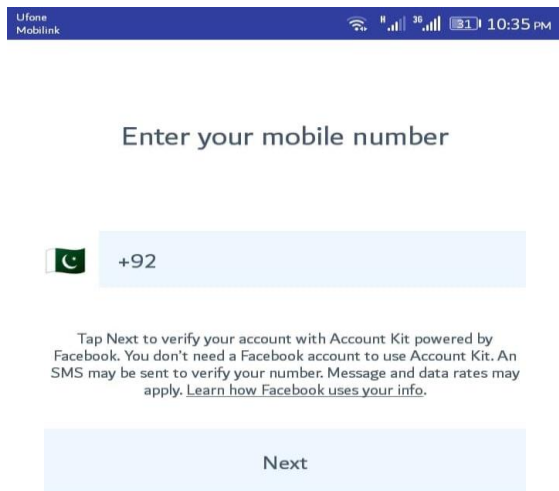 Ufone
Mobilink
H 3G 31 10:35 PM
Enter your mobile number
+92
Tap Next to verify your account with Account Kit powered by
Facebook. You don't need a Facebook account to use Account Kit. An
SMS may be sent to verify your number. Message and data rates may
apply. Learn how Facebook uses your info.
Next